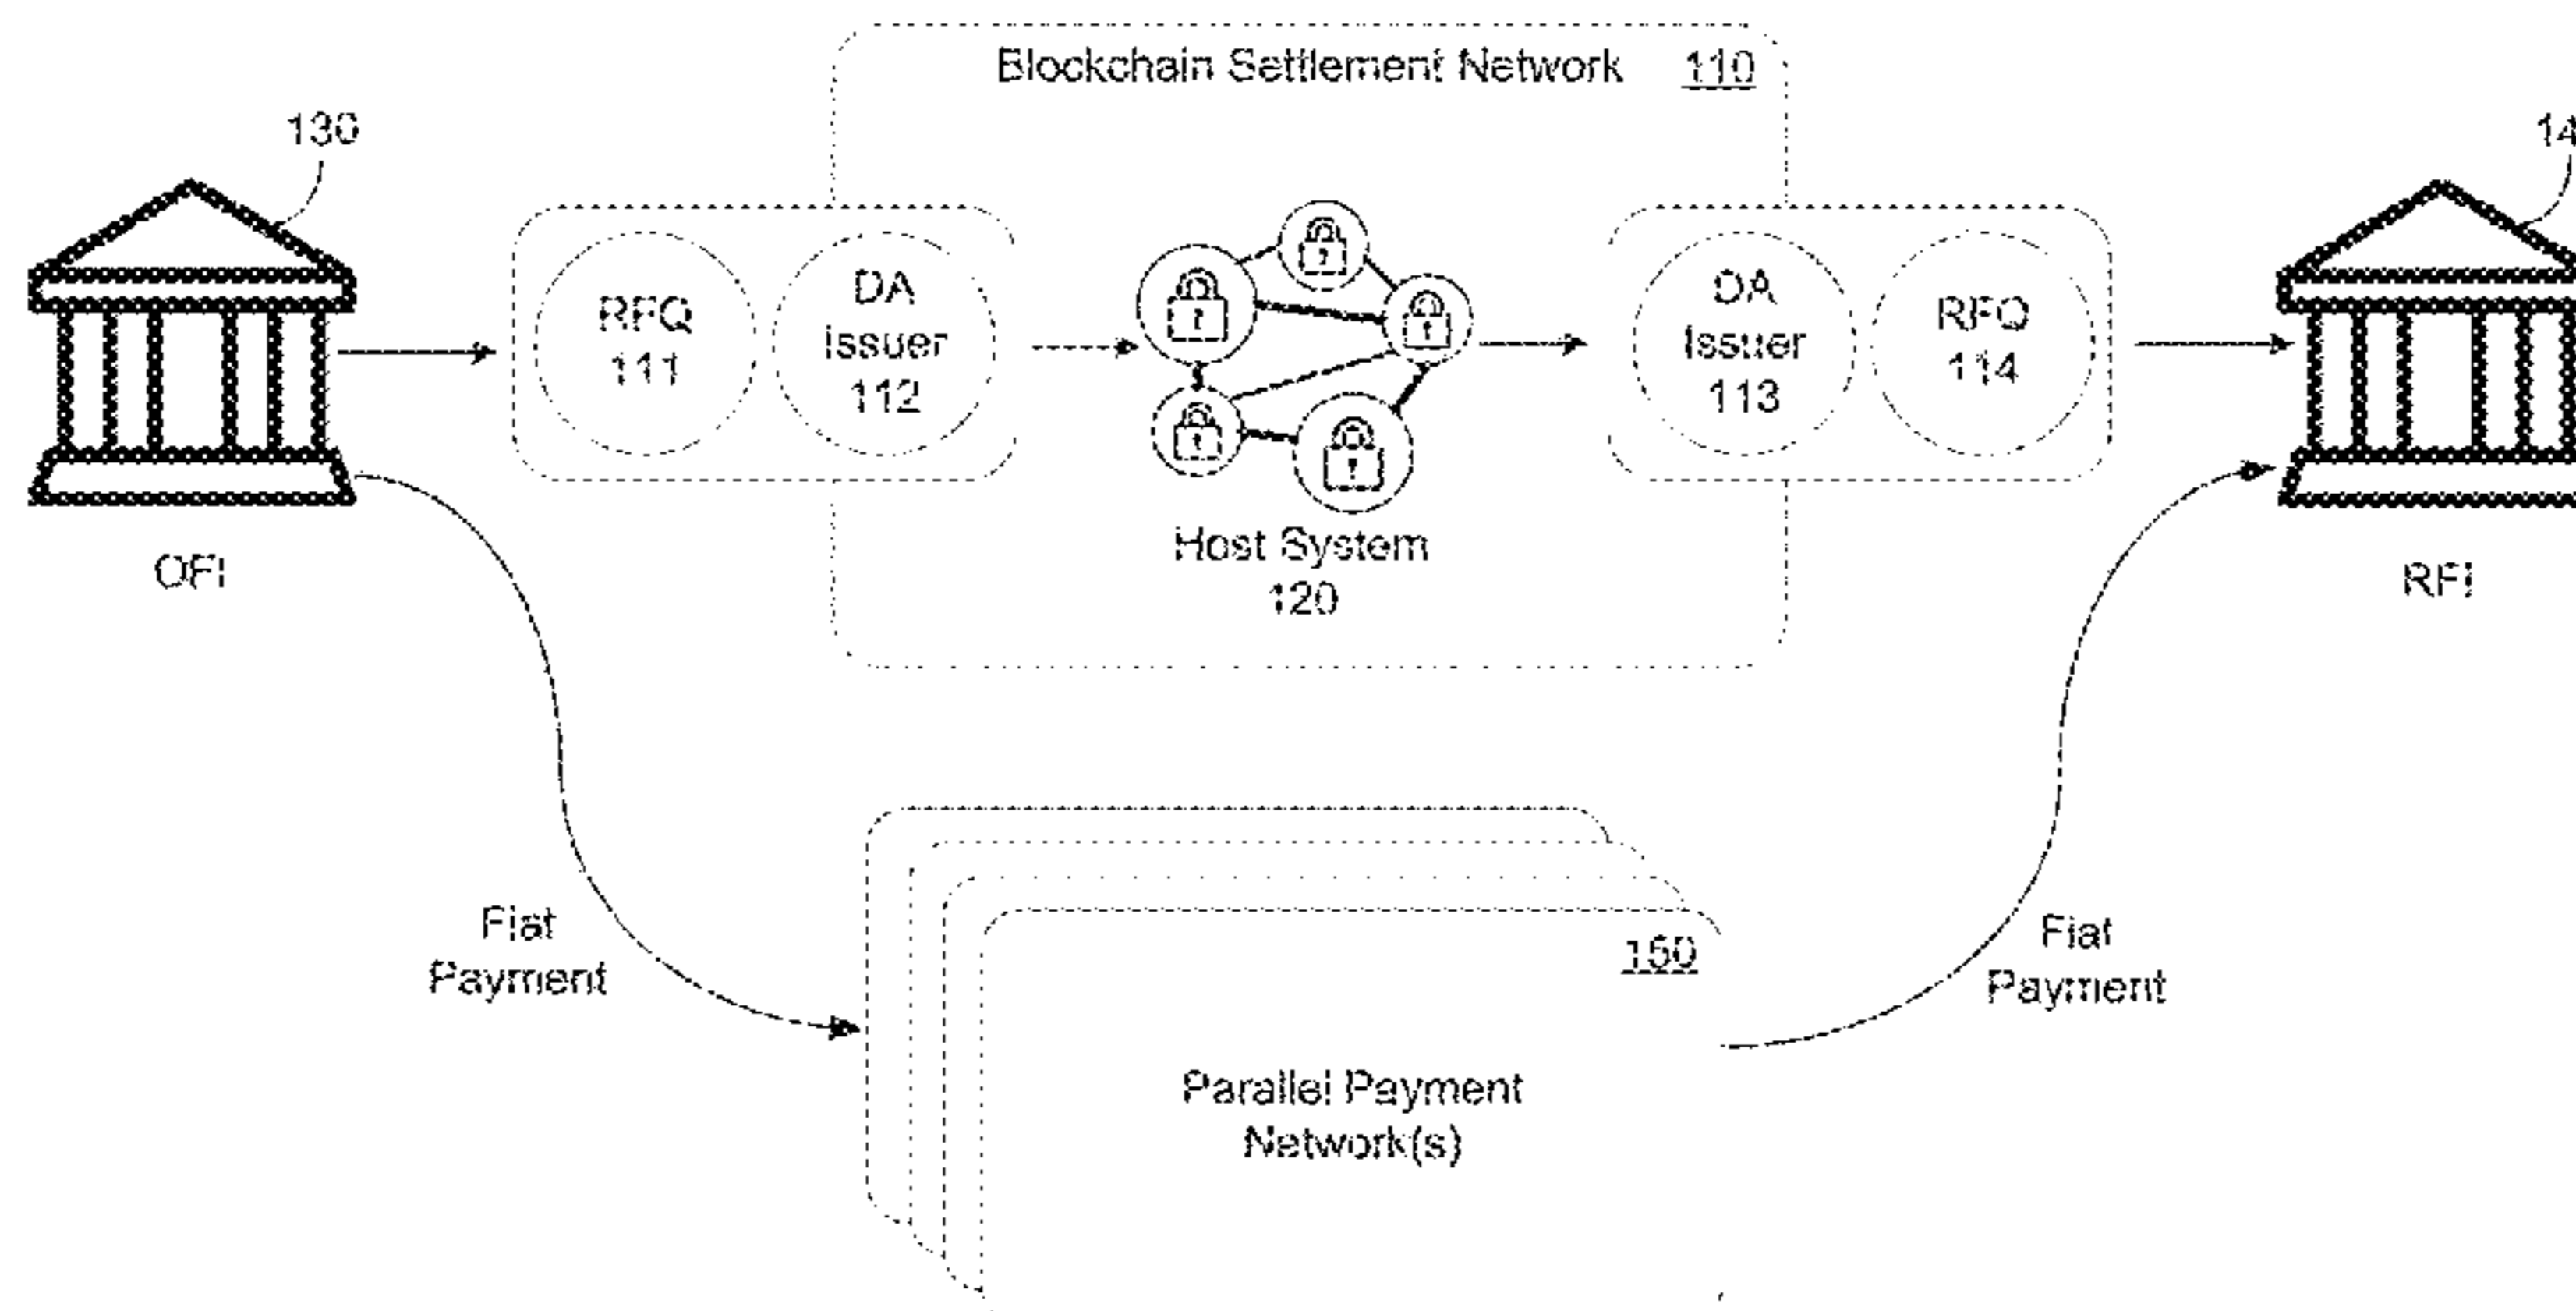 Blockchain Settlement Network 110
130
14
RFQ
111
DA
Issuer
112
DA
Issuer
113
RFQ
114
Host System
120
OFI
RFI
Fiat
Payment
Fiat
Payment
150
Parallel Payment
Network(s)